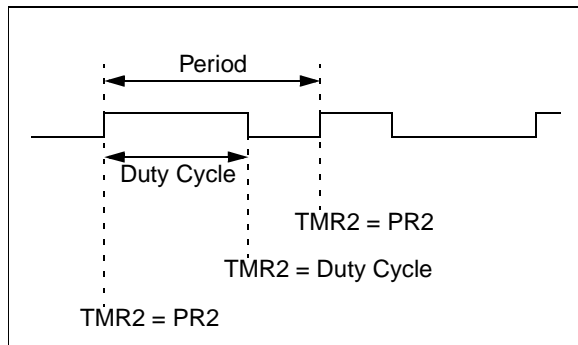 Period
Duty Cycle
TMR2 = PR2
TMR2 = Duty Cycle
TMR2 = PR2